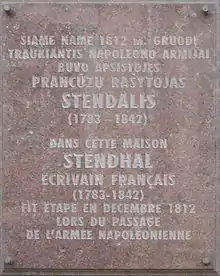 ŠIAME NAME 1812 m. GRUODĮ
TRAUKIANTIS NAPOLEONO ARMIJAI
BUVO APSISTOJĘS
PRANCŪZŲ RAŠYTOJAS
STENDALIS
(1783 – 1842)
DANS CETTE MAISON
STENDHAL
ÉCRIVAIN FRANÇAIS
(1783-1842)
FIT ÉTAPE EN DÉCEMBRE 1812
LORS DU PASSAGE
DE L'ARMÉE NAPOLÉONIENNE